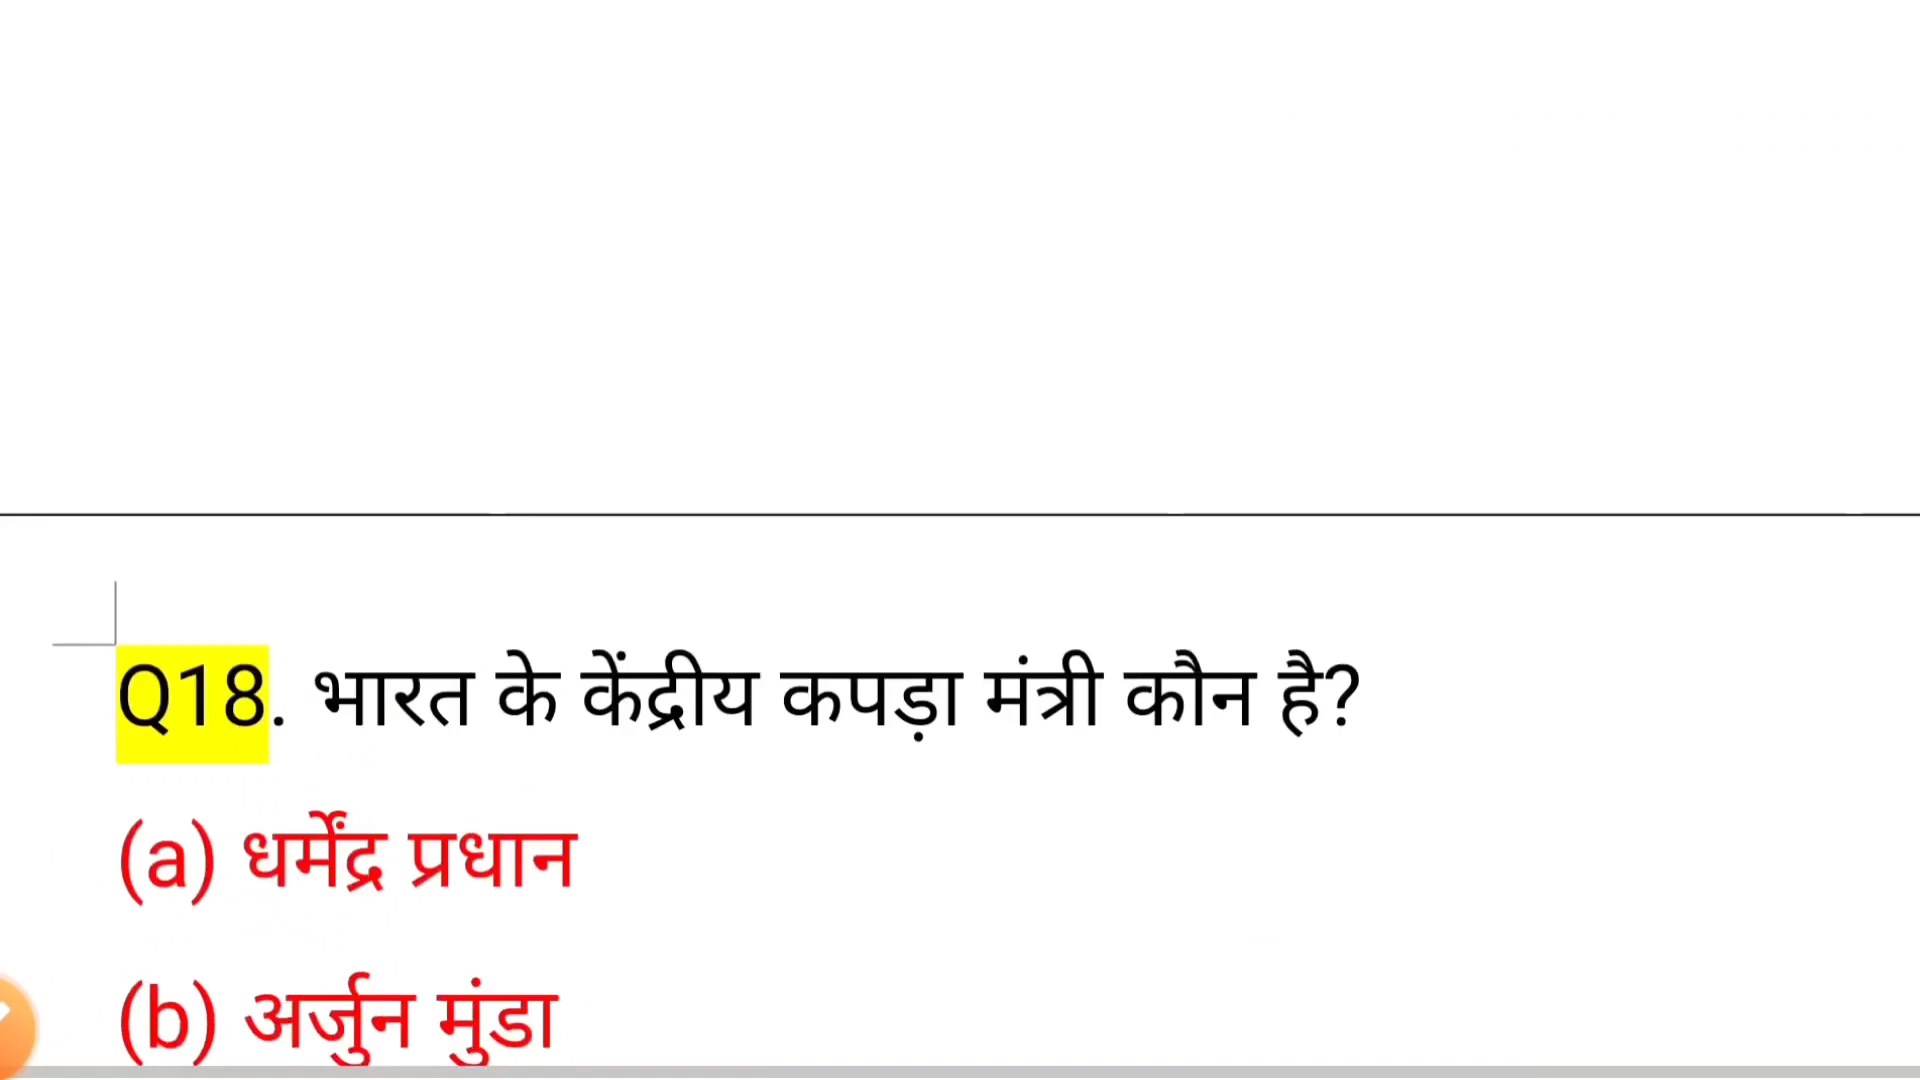 Q18. भारत के केंद्रीय कपड़ा मंत्री कौन है?
(a) धर्मेंद्र प्रधान
(b) अर्जुन मुंडा